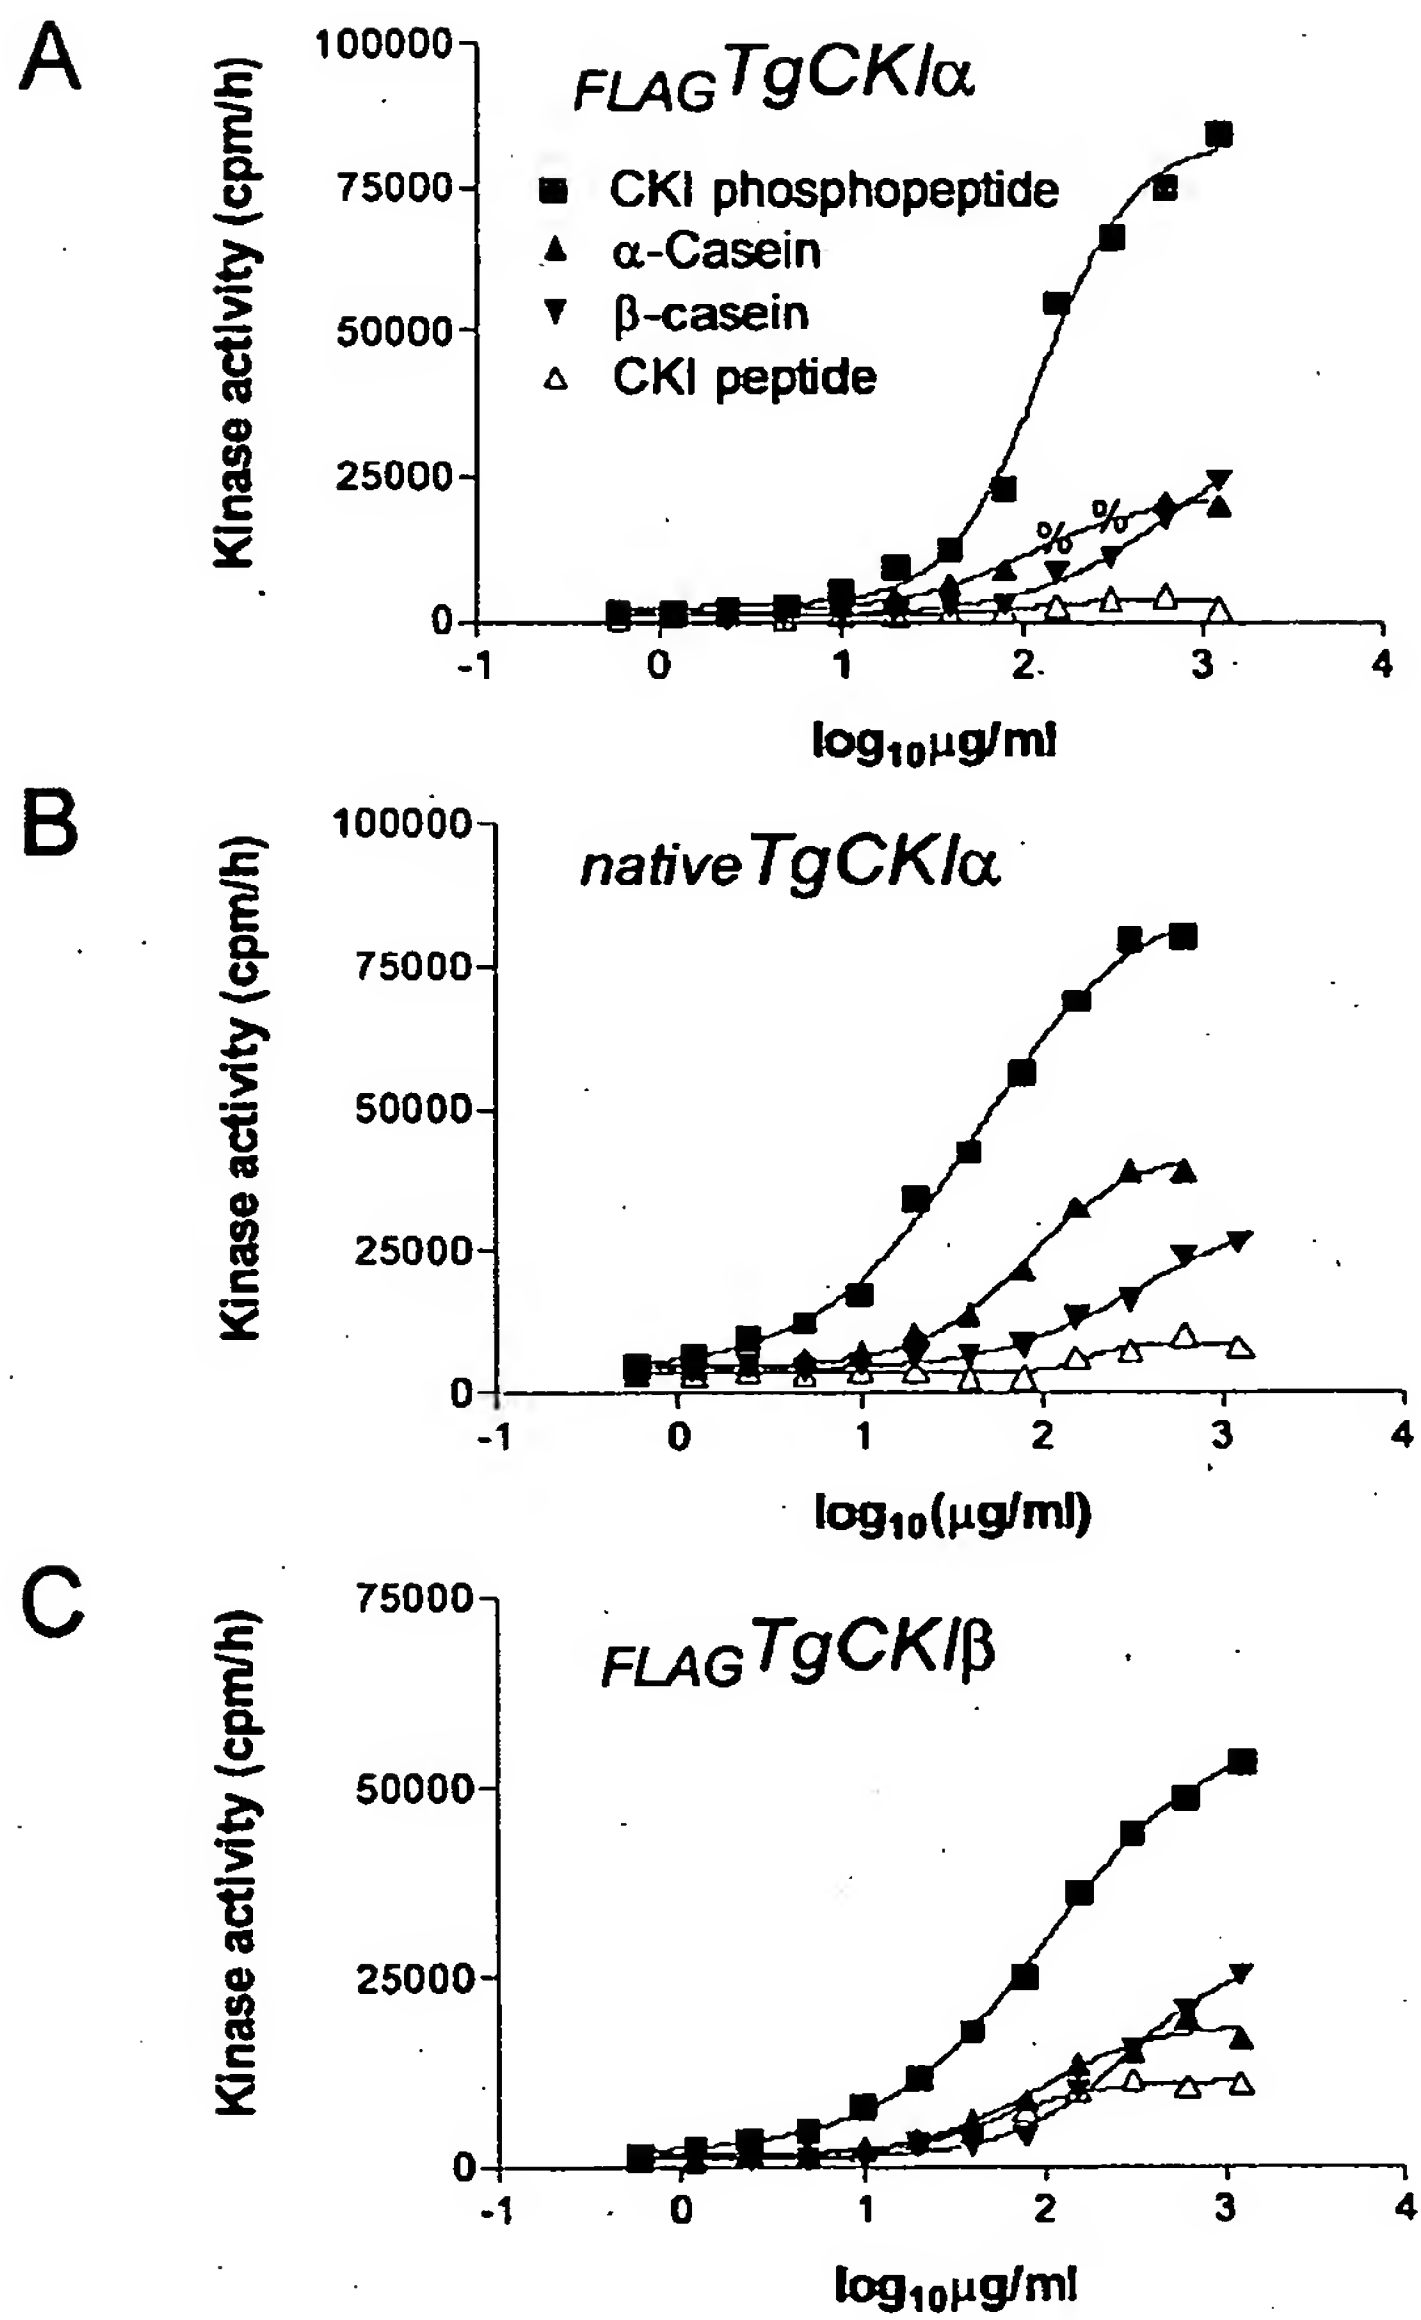 A
FLAGTgCKIα
Kinase activity (cpm/h)
100000
75000
50000
25000
0
CKI phosphopeptide
α-Casein
β-casein
CKI peptide
%
%
-1 0 1 2 3 4
log10µg/ml
B
nativeTgCKIα
Kinase activity (cpm/h)
100000
75000
50000
25000
0
-1 0 1 2 3 4
log10(µg/ml)
C
FLAGTgCKIβ
Kinase activity (cpm/h)
75000
50000
25000
0
-1 0 1 2 3 4
log10µg/ml